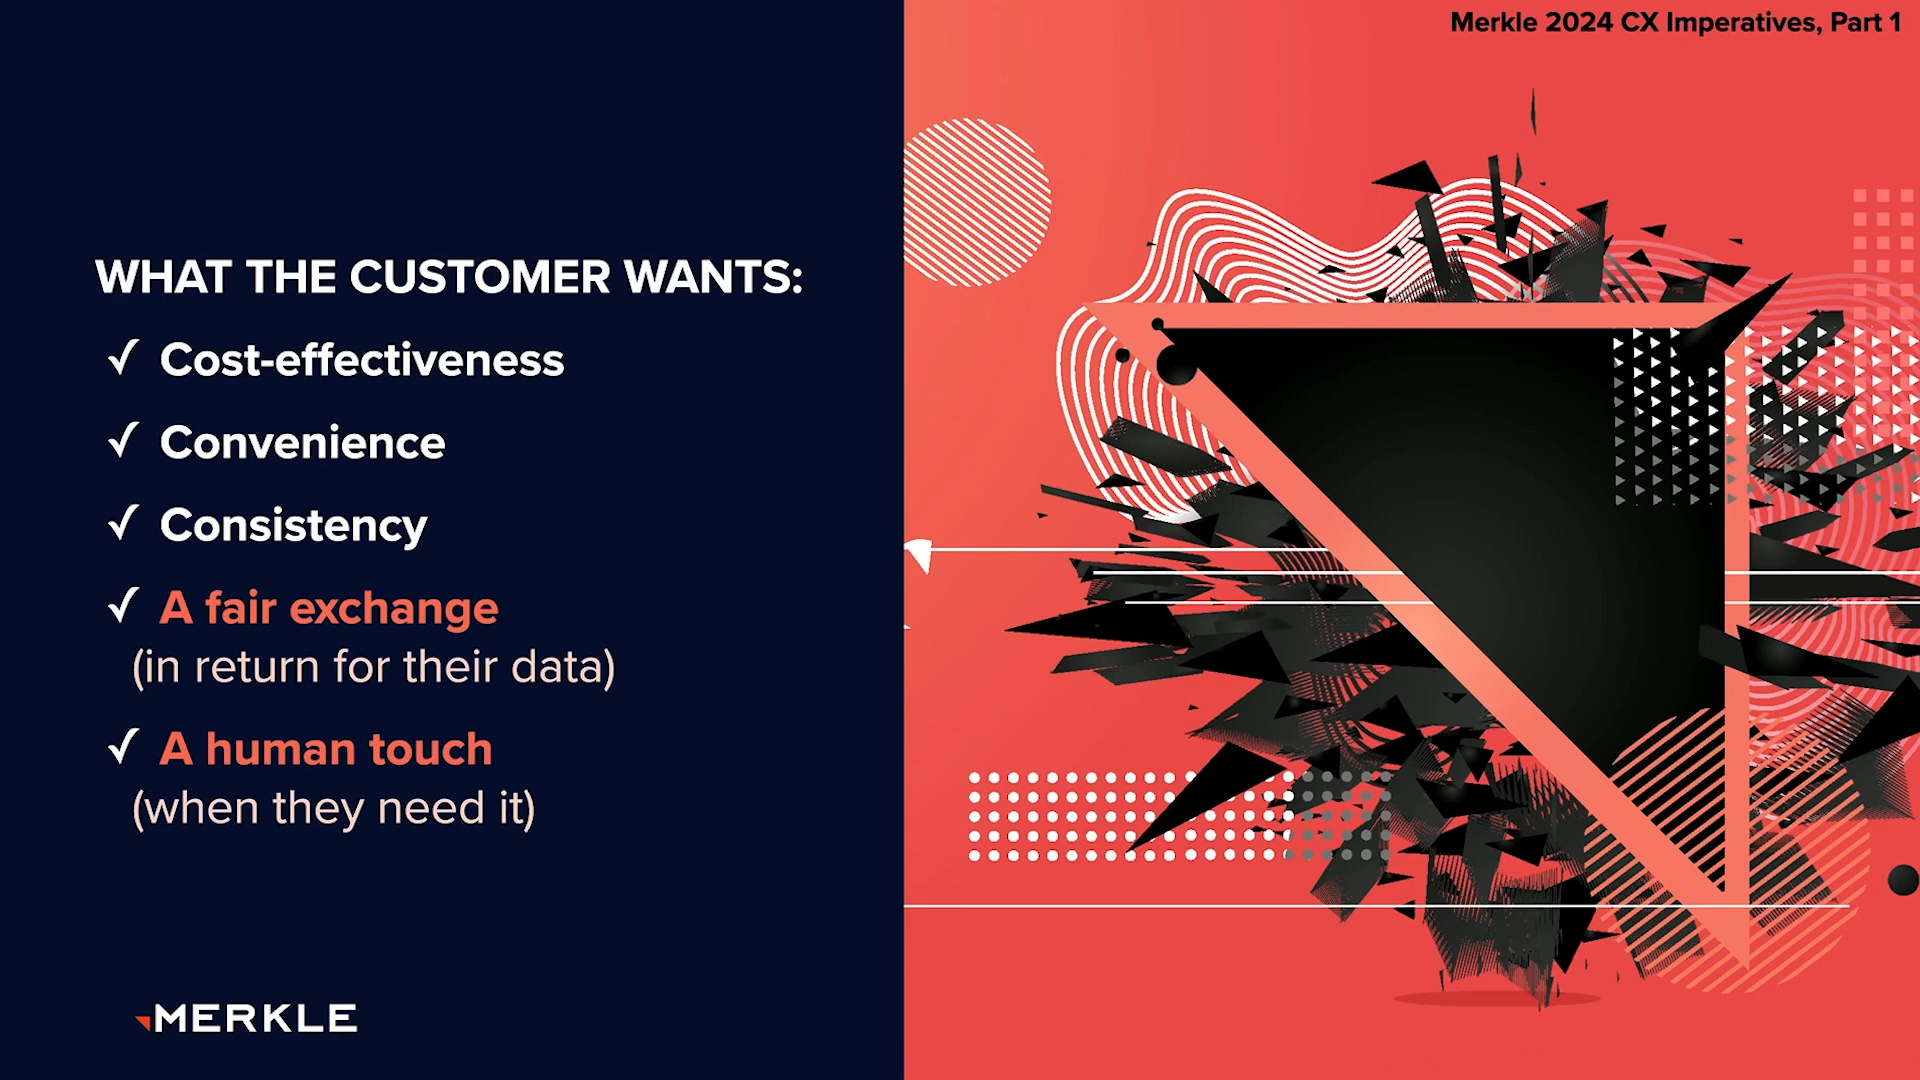 Merkle 2024 CX Imperatives, Part 1
WHAT THE CUSTOMER WANTS:
✓ Cost-effectiveness
✓ Convenience
✓ Consistency
✓ A fair exchange
(in return for their data)
✓ A human touch
(when they need it)
MERKLE